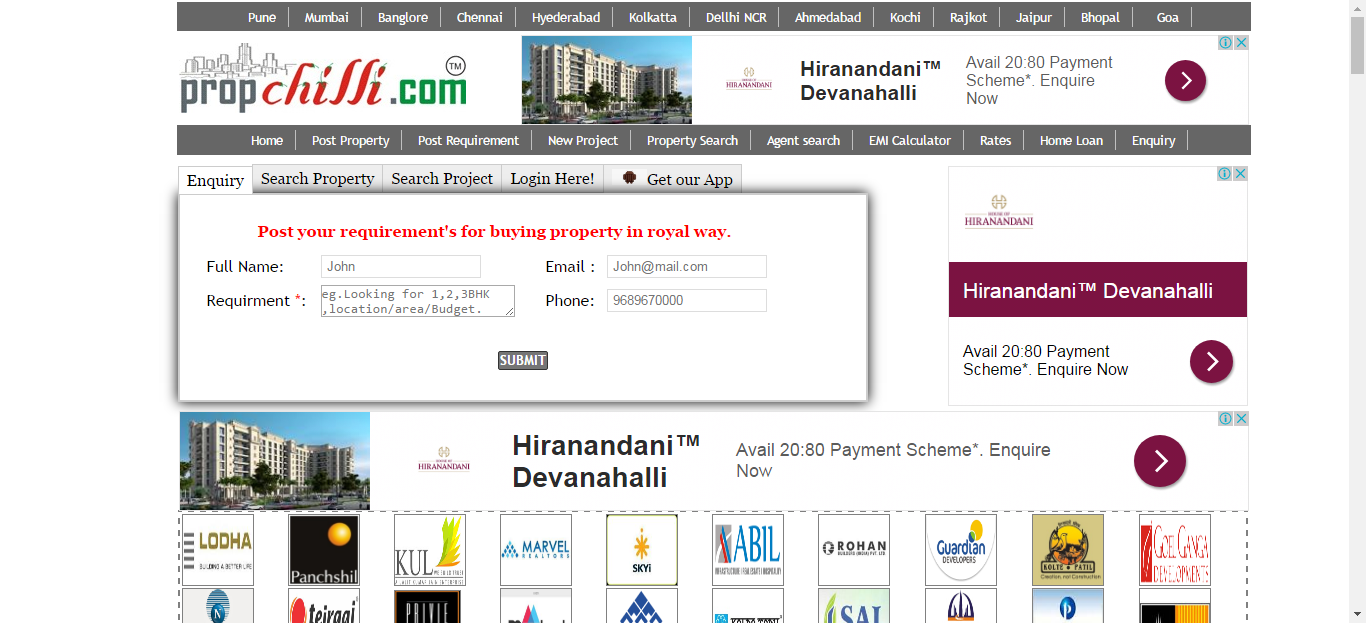 Pune Mumbai Banglore Chennai Hyederabad Kolkatta Dellhi NCR Ahmedabad Kochi Rajkot Jaipur Bhopal Goa
propchilli.com TM
HOUSE OF
HIRANANDANI
Hiranandani™
Devanahalli
Avail 20:80 Payment
Scheme*. Enquire
Now
Home Post Property Post Requirement New Project Property Search Agent search EMI Calculator Rates Home Loan Enquiry
Enquiry Search Property Search Project Login Here! Get our App
Post your requirement's for buying property in royal way.
Full Name: John Email : John@mail.com
Requirment *: eg.Looking for 1,2,3BHK
,location/area/Budget.
Phone: 9689670000
SUBMIT
HOUSE OF
HIRANANDANI
Hiranandani™ Devanahalli
Avail 20:80 Payment
Scheme*. Enquire Now
HOUSE OF
HIRANANDANI
Hiranandani™
Devanahalli
Avail 20:80 Payment Scheme*. Enquire
Now
LODHA
BUILDING A BETTER LIFE
Panchshil
KUL
MARVEL
REALTORS
SKYi
ABIL
ROHAN
BUILDERS (INDIA) PVT. LTD
Guardian
DEVELOPERS
KOLTE PATIL
Creation, not Construction
GOEL GANGA
DEVELOPMENTS
N
PRIVIE